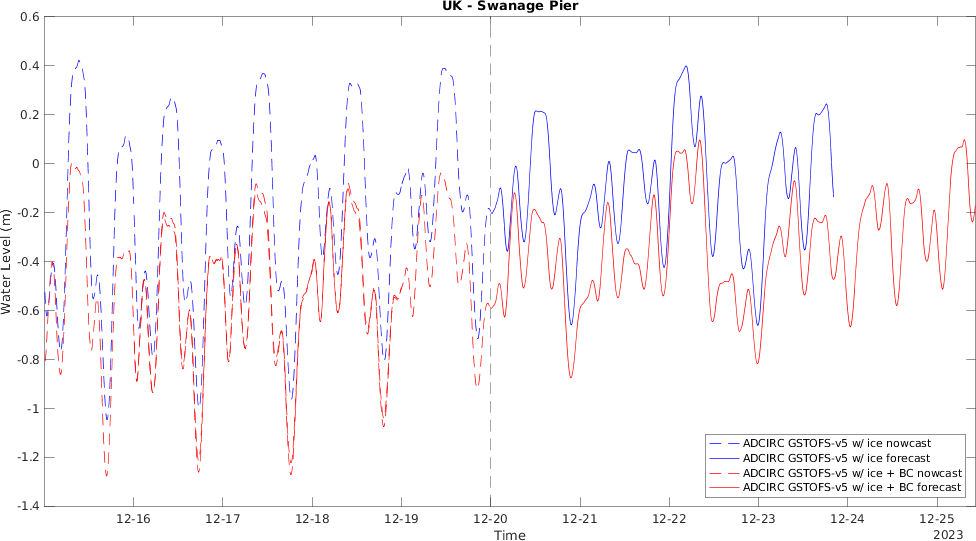 UK - Swanage Pier
0.6
0.4
0.2
0
-0.2
-0.4
-0.6
-0.8
-1
-1.2
-1.4
Water Level (m)
ADCIRC GSTOFS-v5 w/ ice nowcast
ADCIRC GSTOFS-v5 w/ ice forecast
ADCIRC GSTOFS-v5 w/ ice + BC nowcast
ADCIRC GSTOFS-v5 w/ ice + BC forecast
12-16 12-17 12-18 12-19 12-20 12-21 12-22 12-23 12-24 12-25
Time 2023